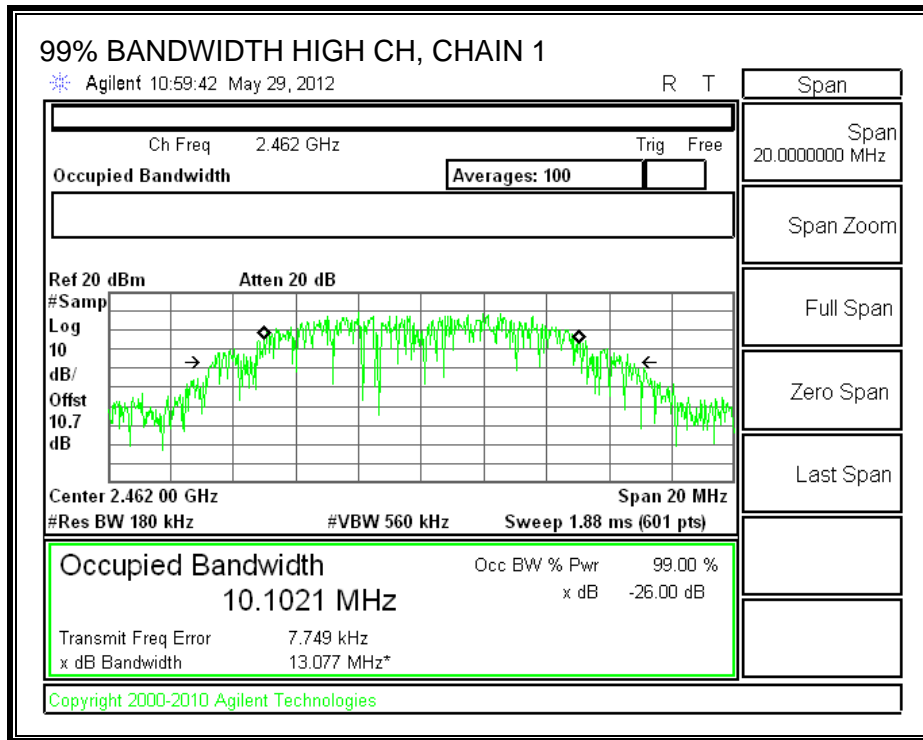 99% BANDWIDTH HIGH CH, CHAIN 1
Agilent 10:59:42 May 29, 2012 R T
Span
Ch Freq 2.462 GHz Trig Free
Occupied Bandwidth Averages: 100
Span
20.0000000 MHz
Span Zoom
Full Span
Zero Span
Last Span
Ref 20 dBm Atten 20 dB
#Samp
Log
10
dB/
Offst
10.7
dB
Center 2.462 00 GHz Span 20 MHz
#Res BW 180 kHz #VBW 560 kHz Sweep 1.88 ms (601 pts)
Occupied Bandwidth Occ BW % Pwr 99.00 %
10.1021 MHz x dB -26.00 dB
Transmit Freq Error 7.749 kHz
x dB Bandwidth 13.077 MHz*
Copyright 2000-2010 Agilent Technologies